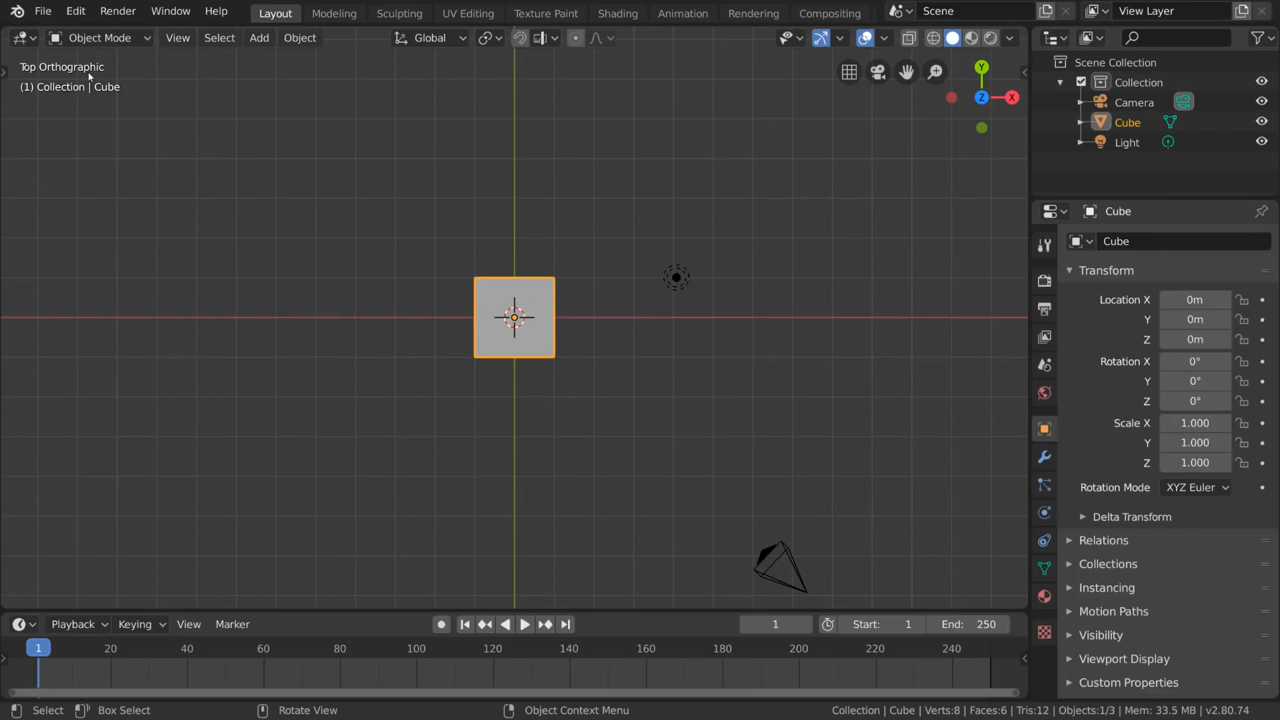 File Edit Render Window Help Layout Modeling Sculpting UV Editing Texture Paint Shading Animation Rendering Compositing Scene View Layer
Object Mode View Select Add Object Global
Top Orthographic
(1) Collection | Cube
Y
Z
X
Scene Collection
Collection
Camera
Cube
Light
Cube
Cube
Transform
Location X 0m
Y 0m
Z 0m
Rotation X 0°
Y 0°
Z 0°
Scale X 1.000
Y 1.000
Z 1.000
Rotation Mode XYZ Euler
Delta Transform
Relations
Collections
Instancing
Motion Paths
Visibility
Viewport Display
Custom Properties
Playback Keying View Marker 1 Start: 1 End: 250
1 20 40 60 80 100 120 140 160 180 200 220 240
Select Box Select Rotate View Object Context Menu Collection | Cube | Verts:8 | Faces:6 | Tris:12 | Objects:1/3 | Mem: 33.5 MB | v2.80.74